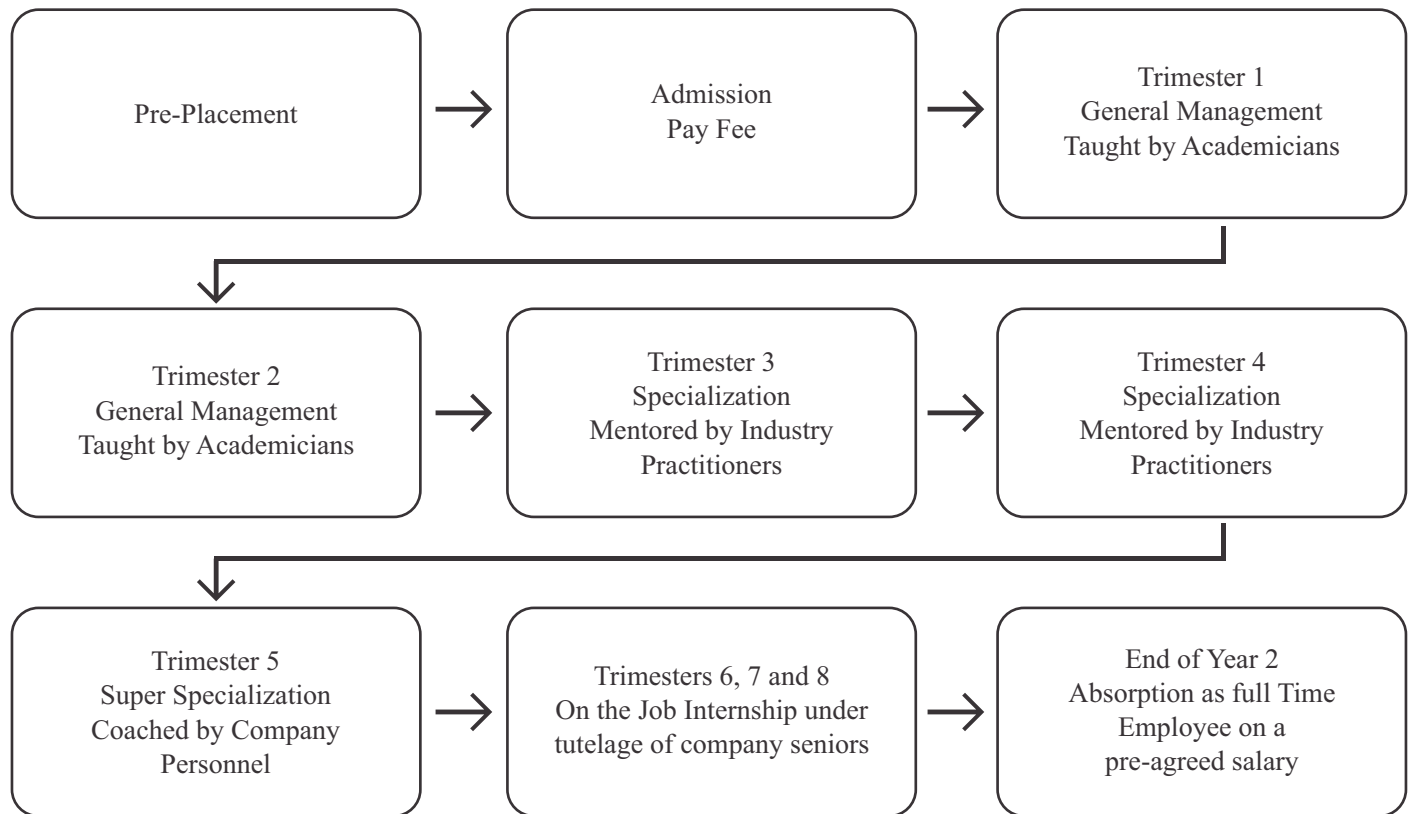 Pre-Placement
Admission
Pay Fee
Trimester 1
General Management
Taught by Academicians
Trimester 2
General Management
Taught by Academicians
Trimester 3
Specialization
Mentored by Industry
Practitioners
Trimester 4
Specialization
Mentored by Industry
Practitioners
Trimester 5
Super Specialization
Coached by Company
Personnel
Trimesters 6, 7 and 8
On the Job Internship under
tutelage of company seniors
End of Year 2
Absorption as full Time
Employee on a
pre-agreed salary